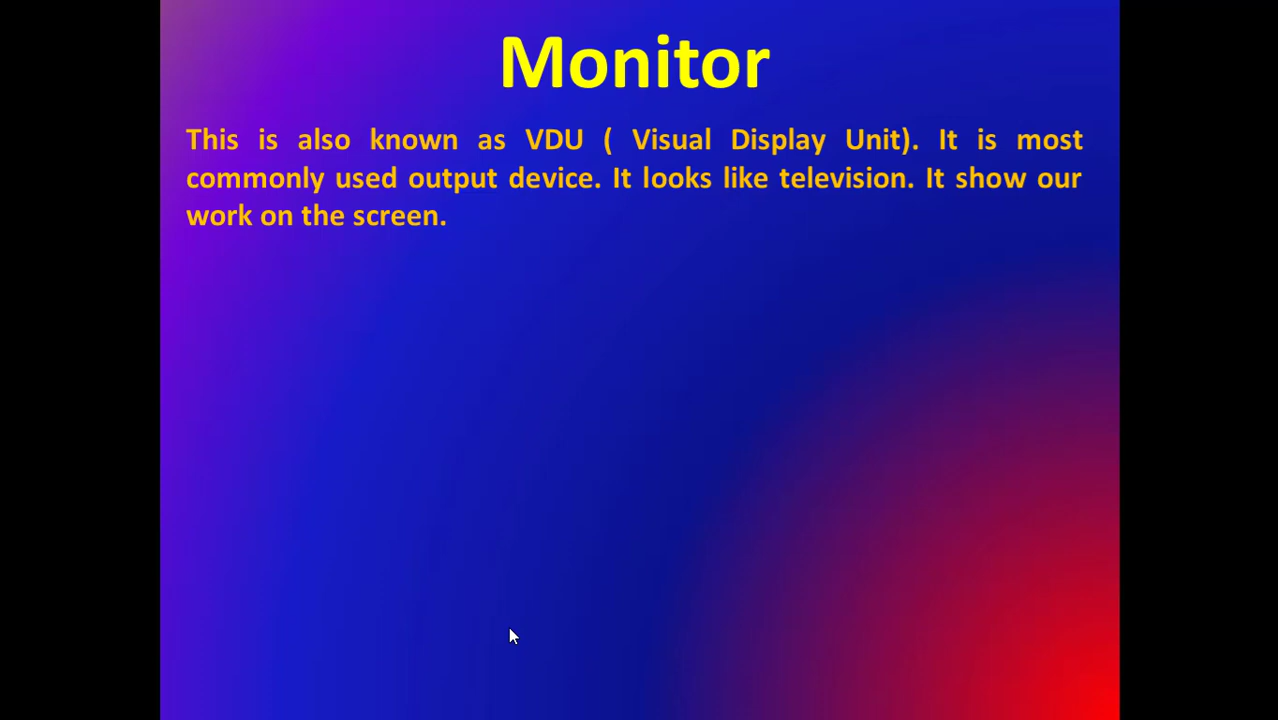 Monitor
This is also known as VDU ( Visual Display Unit). It is most
commonly used output device. It looks like television. It show our
work on the screen.